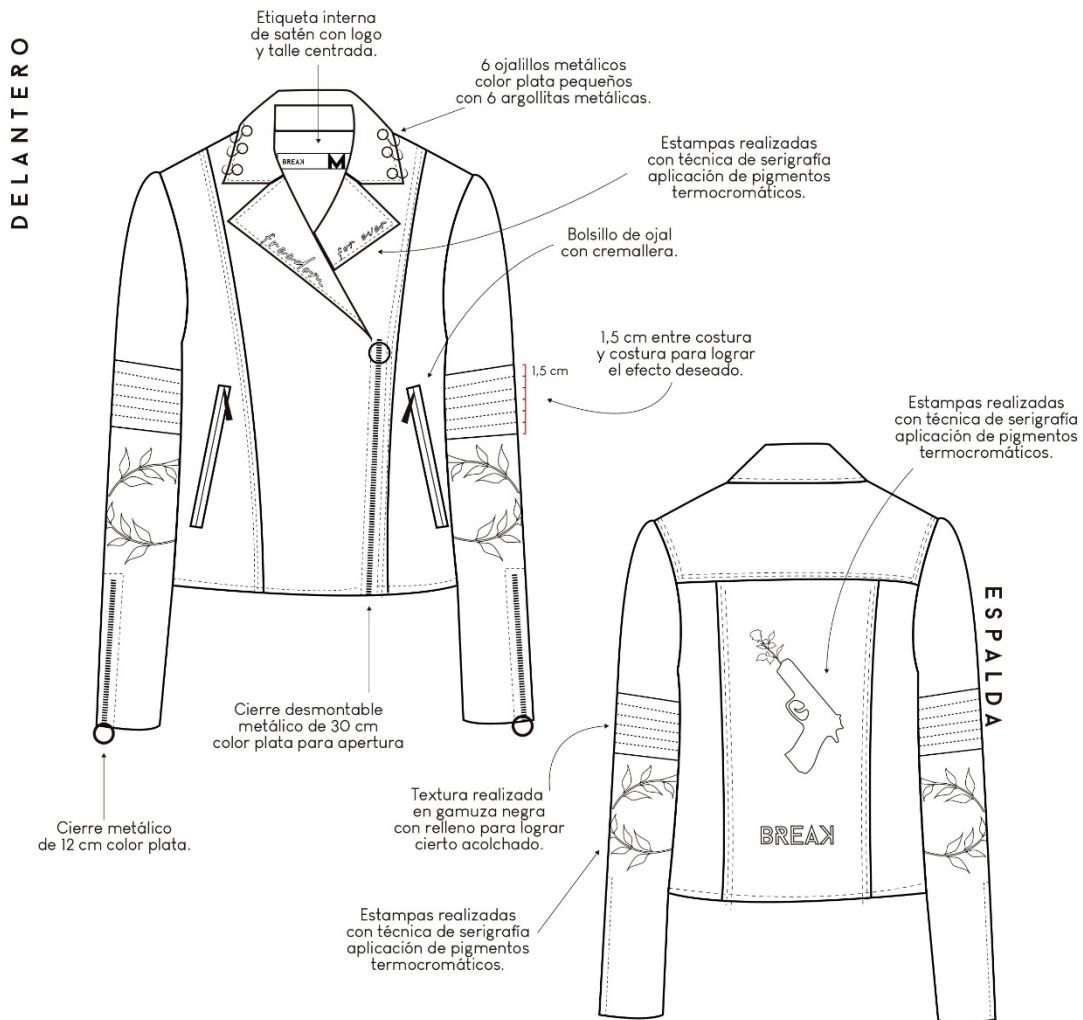 DELANTERO
Etiqueta interna
de satén con logo
y talle centrada.
6 ojalillos metálicos
color plata pequeños
con 6 argollitas metálicas.
Estampas realizadas
con técnica de serigrafía
aplicación de pigmentos
termocromáticos.
BREAK M
freedom
for ever
Bolsillo de ojal
con cremallera.
1,5 cm entre costura
y costura para lograr
el efecto deseado.
1,5 cm
Estampas realizadas
con técnica de serigrafía
aplicación de pigmentos
termocromáticos.
ESPALDA
Cierre desmontable
metálico de 30 cm
color plata para apertura
Cierre metálico
de 12 cm color plata.
Textura realizada
en gamuza negra
con relleno para lograr
cierto acolchado.
BREAK
Estampas realizadas
con técnica de serigrafía
aplicación de pigmentos
termocromáticos.